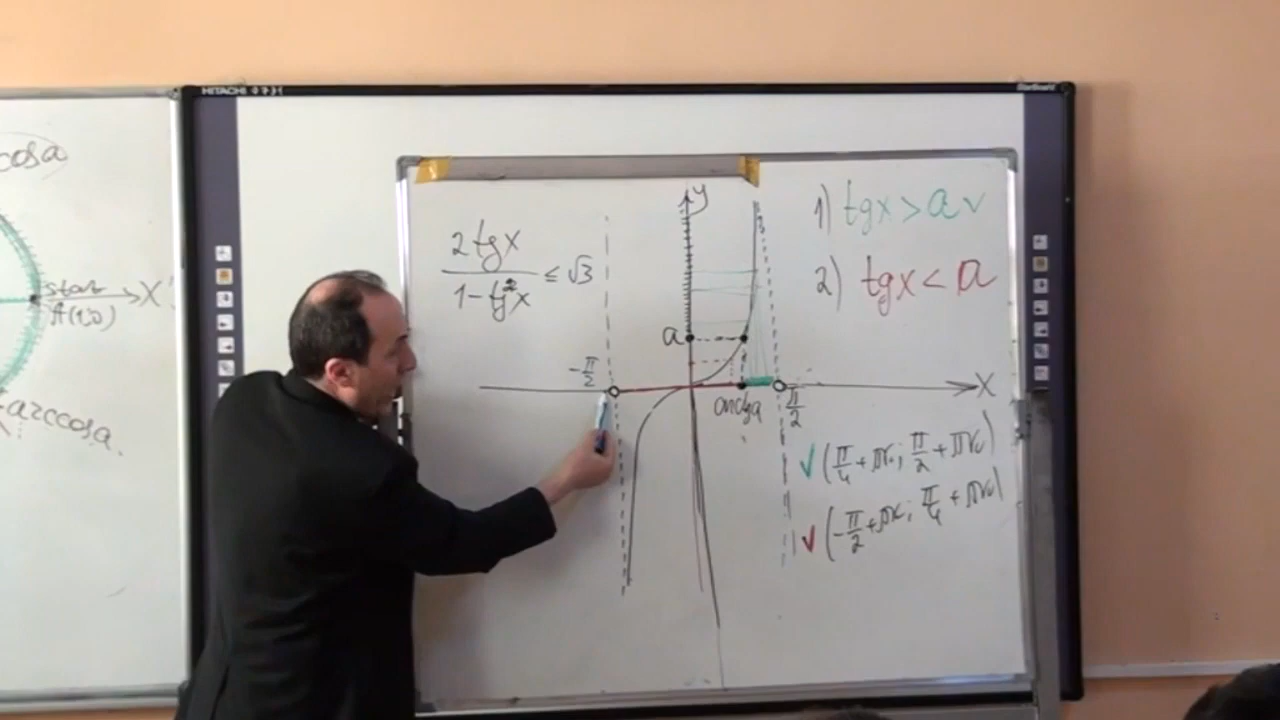 HITACHI
StarBoard
cosa
start
X
A(1,0)
arccosa.
2tgx
1-tg²x
≤ √3
y
a
-π/2
X
arctga
π/2
1) tgx > a v
2) tgx < a
√ (π/4 + πk; π/2 + πk)
√ (-π/2 + πk; π/4 + πk)